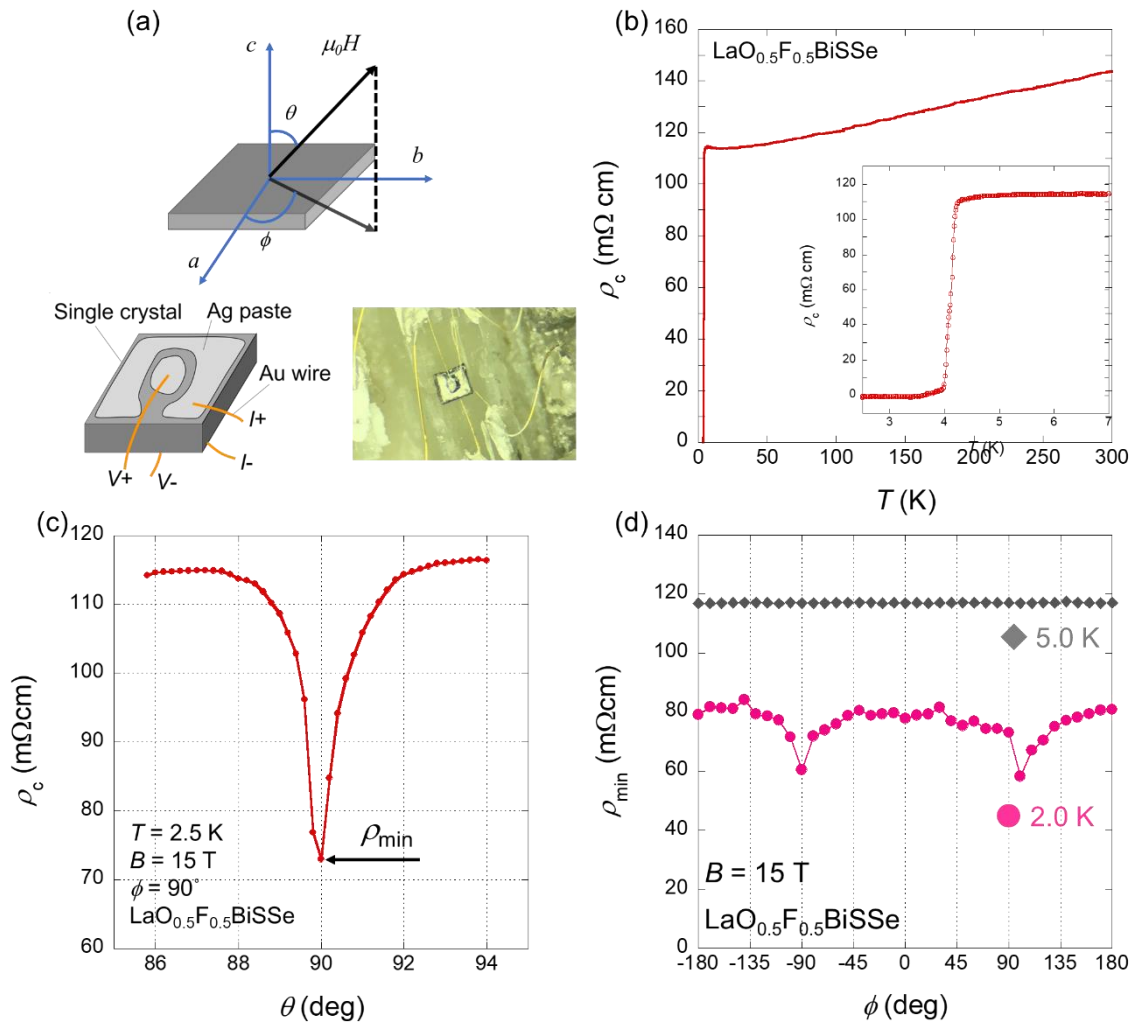 (a)
c
μ₀H
θ
b
ϕ
a
Single crystal
Ag paste
Au wire
I+
I-
V+
V-
(b)
LaO₀.₅F₀.₅BiSSe
160
140
120
100
80
60
40
20
0
ρc (mΩ cm)
0 50 100 150 200 250 300
T (K)
120
100
80
60
40
20
0
ρc (mΩ cm)
3 4 5 6 7
T (K)
(c)
120
110
100
90
80
70
60
ρc (mΩcm)
ρmin
T = 2.5 K
B = 15 T
ϕ = 90°
LaO₀.₅F₀.₅BiSSe
86 88 90 92 94
θ (deg)
(d)
140
120
100
80
60
40
20
0
ρmin (mΩcm)
5.0 K
2.0 K
B = 15 T
LaO₀.₅F₀.₅BiSSe
-180 -135 -90 -45 0 45 90 135 180
ϕ (deg)